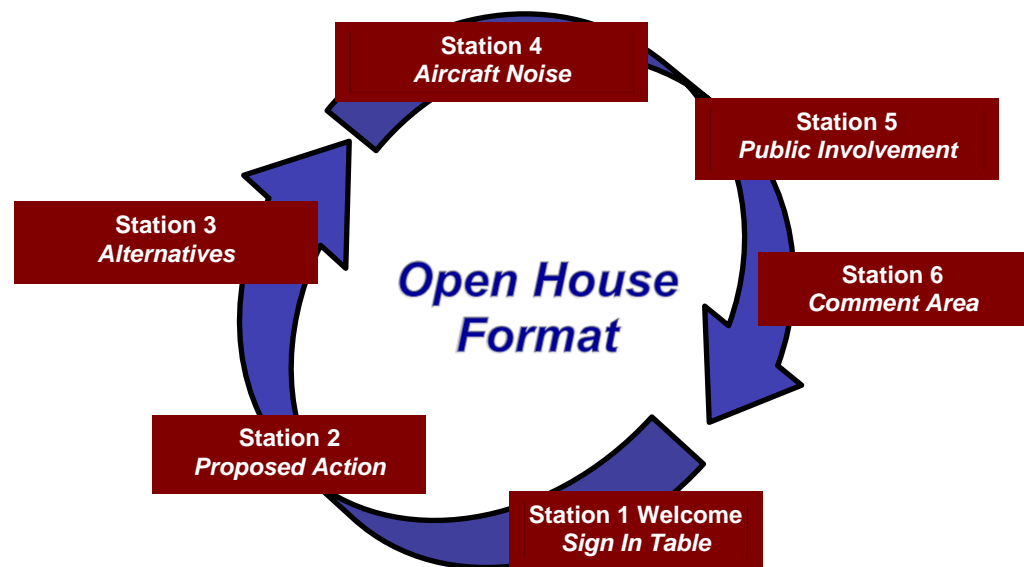 Station 4
Aircraft Noise
Station 5
Public Involvement
Station 3
Alternatives
Open House
Format
Station 6
Comment Area
Station 2
Proposed Action
Station 1 Welcome
Sign In Table